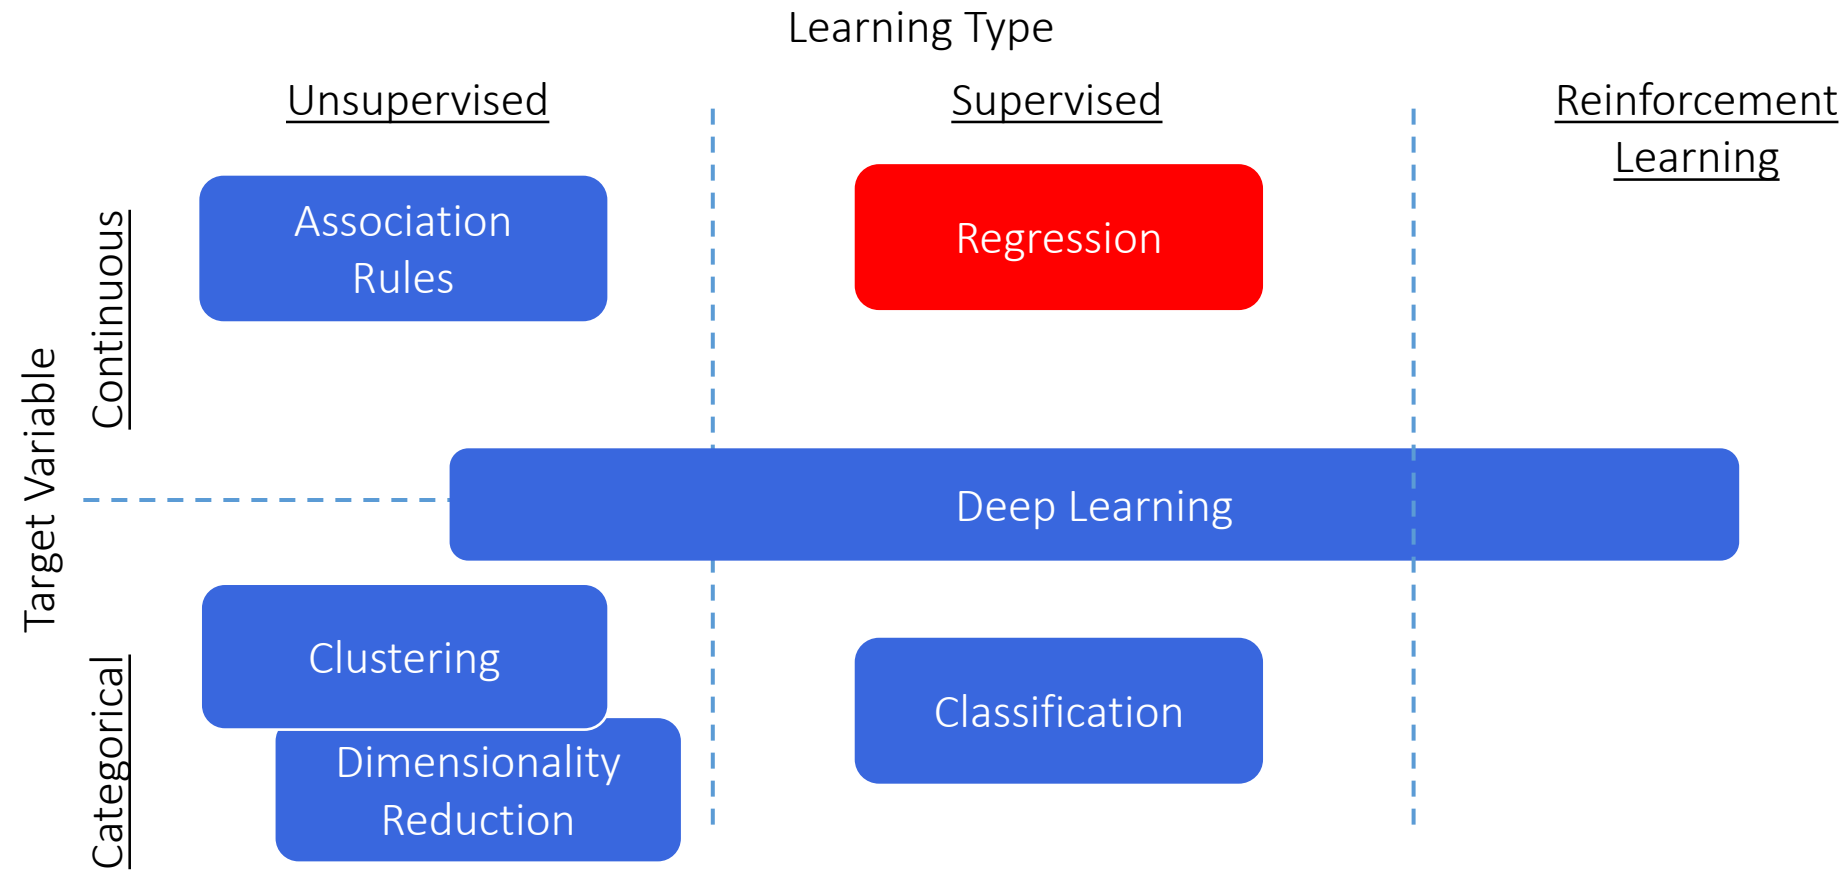 Learning Type
Unsupervised
Supervised
Reinforcement
Learning
Target Variable
Continuous
Association
Rules
Regression
Deep Learning
Categorical
Clustering
Dimensionality
Reduction
Classification